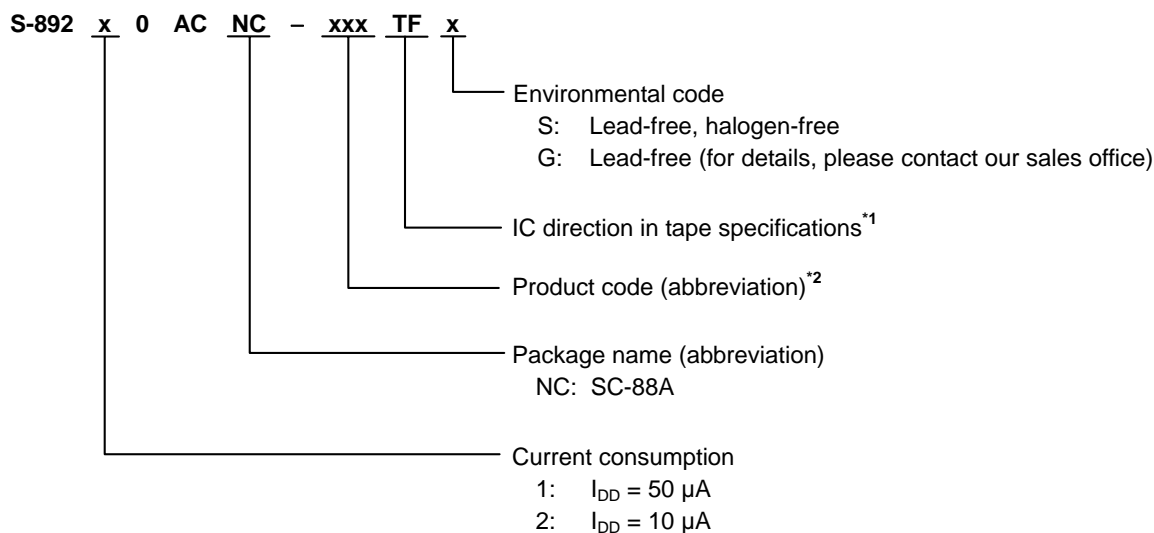 S-892 x 0 AC NC – xxx TF x
Environmental code
S: Lead-free, halogen-free
G: Lead-free (for details, please contact our sales office)
IC direction in tape specifications*1
Product code (abbreviation)*2
Package name (abbreviation)
NC: SC-88A
Current consumption
1: IDD = 50 μA
2: IDD = 10 μA